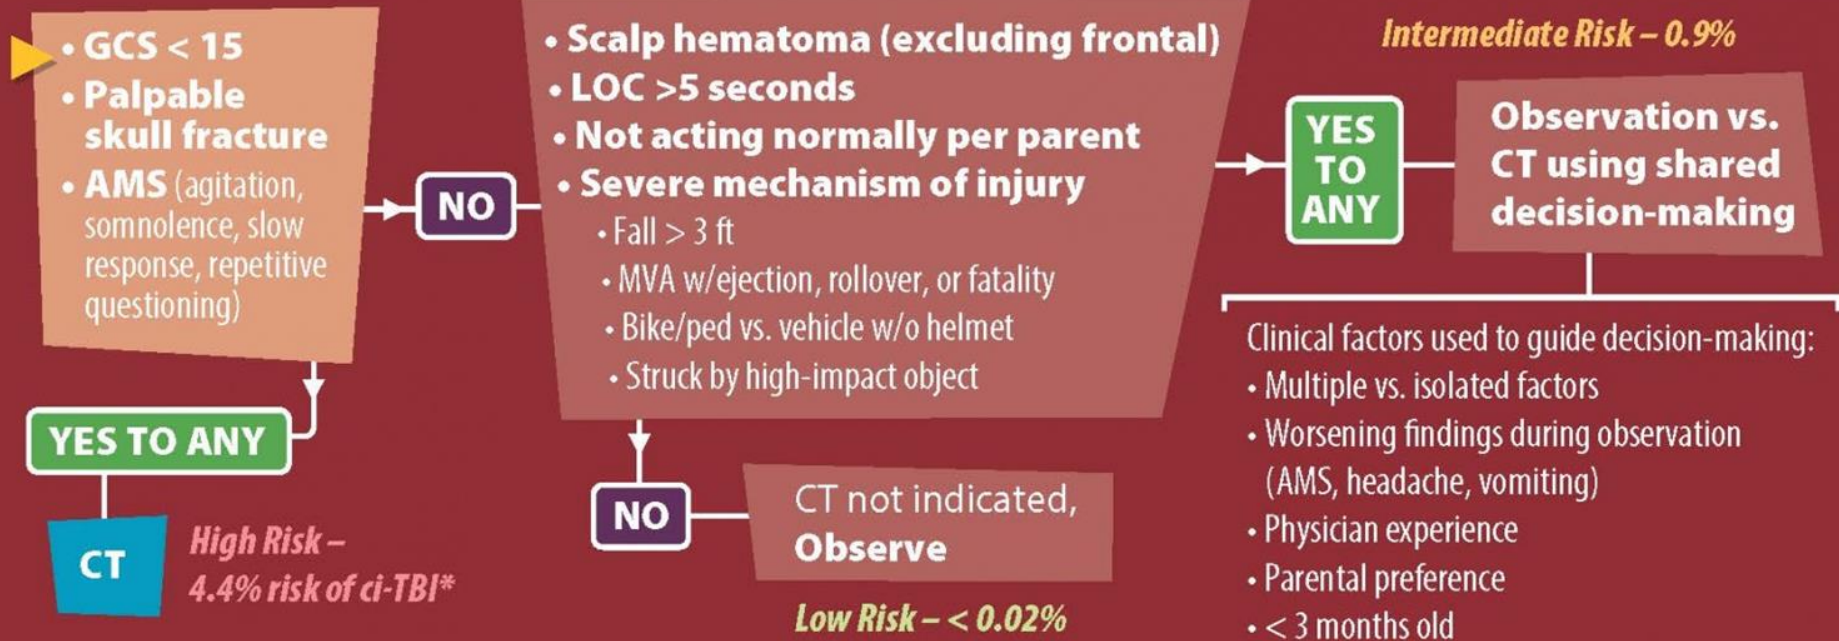 • GCS < 15
• Palpable
skull fracture
• AMS (agitation,
somnolence, slow
response, repetitive
questioning)
YES TO ANY
CT
High Risk –
4.4% risk of ci-TBI*
NO
• Scalp hematoma (excluding frontal)
• LOC >5 seconds
• Not acting normally per parent
• Severe mechanism of injury
• Fall > 3 ft
• MVA w/ejection, rollover, or fatality
• Bike/ped vs. vehicle w/o helmet
• Struck by high-impact object
NO
CT not indicated,
Observe
Low Risk – < 0.02%
Intermediate Risk – 0.9%
YES
TO
ANY
Observation vs.
CT using shared
decision-making
Clinical factors used to guide decision-making:
• Multiple vs. isolated factors
• Worsening findings during observation
(AMS, headache, vomiting)
• Physician experience
• Parental preference
• < 3 months old